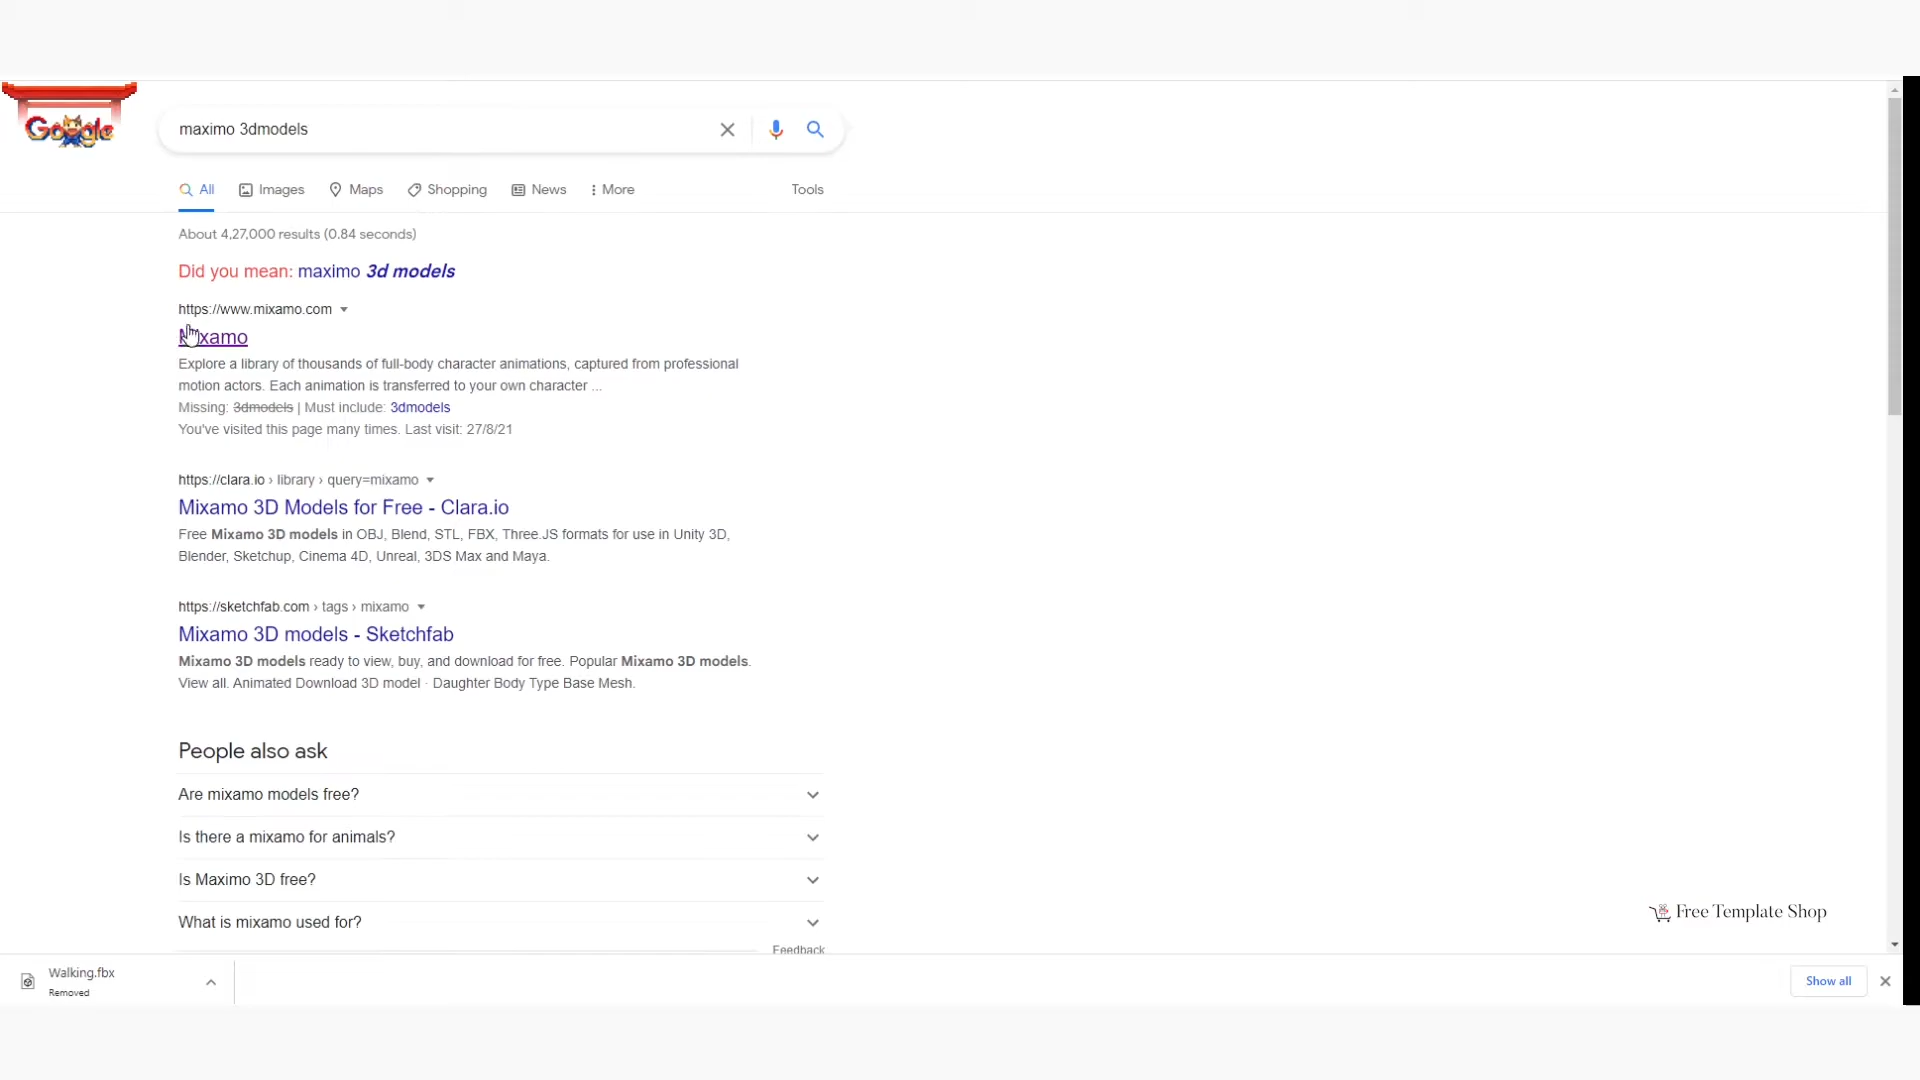 Google
maximo 3dmodels
All Images Maps Shopping News More Tools
About 4,27,000 results (0.84 seconds)
Did you mean: maximo 3d models
https://www.mixamo.com
Mixamo
Explore a library of thousands of full-body character animations, captured from professional
motion actors. Each animation is transferred to your own character ...
Missing: 3dmodels | Must include: 3dmodels
You've visited this page many times. Last visit: 27/8/21
https://clara.io › library › query=mixamo
Mixamo 3D Models for Free - Clara.io
Free Mixamo 3D models in OBJ, Blend, STL, FBX, Three.JS formats for use in Unity 3D,
Blender, Sketchup, Cinema 4D, Unreal, 3DS Max and Maya.
https://sketchfab.com › tags › mixamo
Mixamo 3D models - Sketchfab
Mixamo 3D models ready to view, buy, and download for free. Popular Mixamo 3D models.
View all. Animated Download 3D model · Daughter Body Type Base Mesh.
People also ask
Are mixamo models free?
Is there a mixamo for animals?
Is Maximo 3D free?
What is mixamo used for?
Free Template Shop
Feedback
Walking.fbx
Removed
Show all